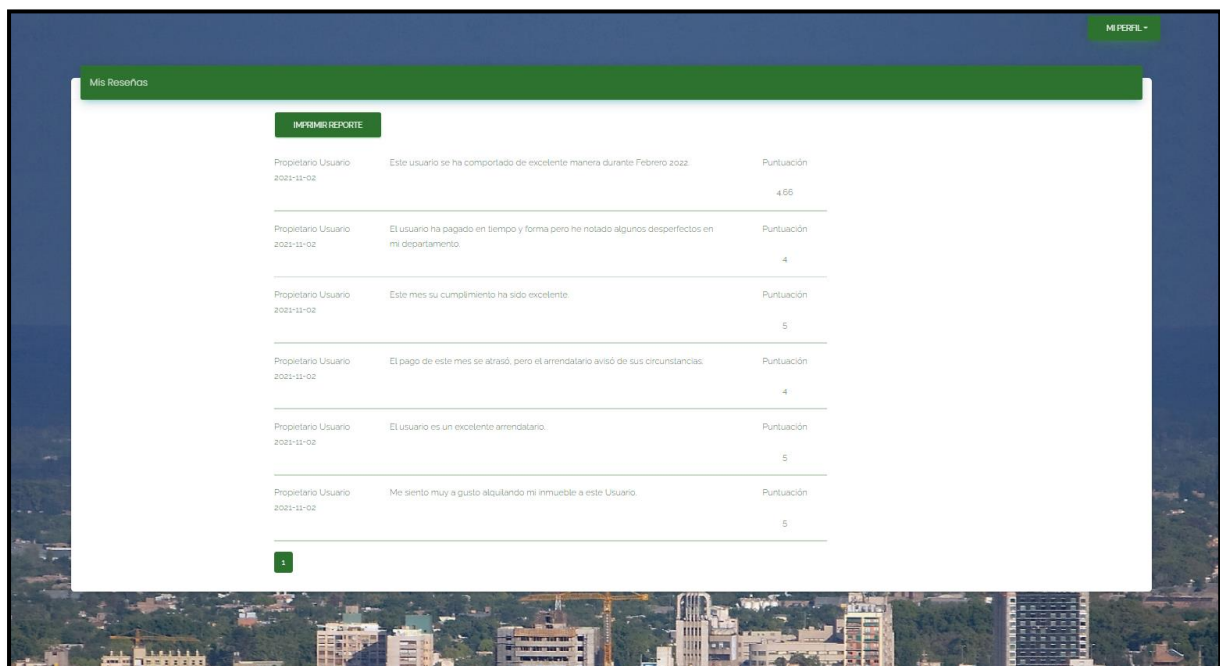 MI PERFIL
Mis Reseñas
IMPRIMIR REPORTE
Propietario Usuario
2021-11-02
Este usuario se ha comportado de excelente manera durante Febrero 2022.
Puntuación
4.66
Propietario Usuario
2021-11-02
El usuario ha pagado en tiempo y forma pero he notado algunos desperfectos en
mi departamento.
Puntuación
4
Propietario Usuario
2021-11-02
Este mes su cumplimiento ha sido excelente.
Puntuación
5
Propietario Usuario
2021-11-02
El pago de este mes se atrasó, pero el arrendatario avisó de sus circunstancias.
Puntuación
4
Propietario Usuario
2021-11-02
El usuario es un excelente arrendatario.
Puntuación
5
Propietario Usuario
2021-11-02
Me siento muy a gusto alquilando mi inmueble a este Usuario.
Puntuación
5
1